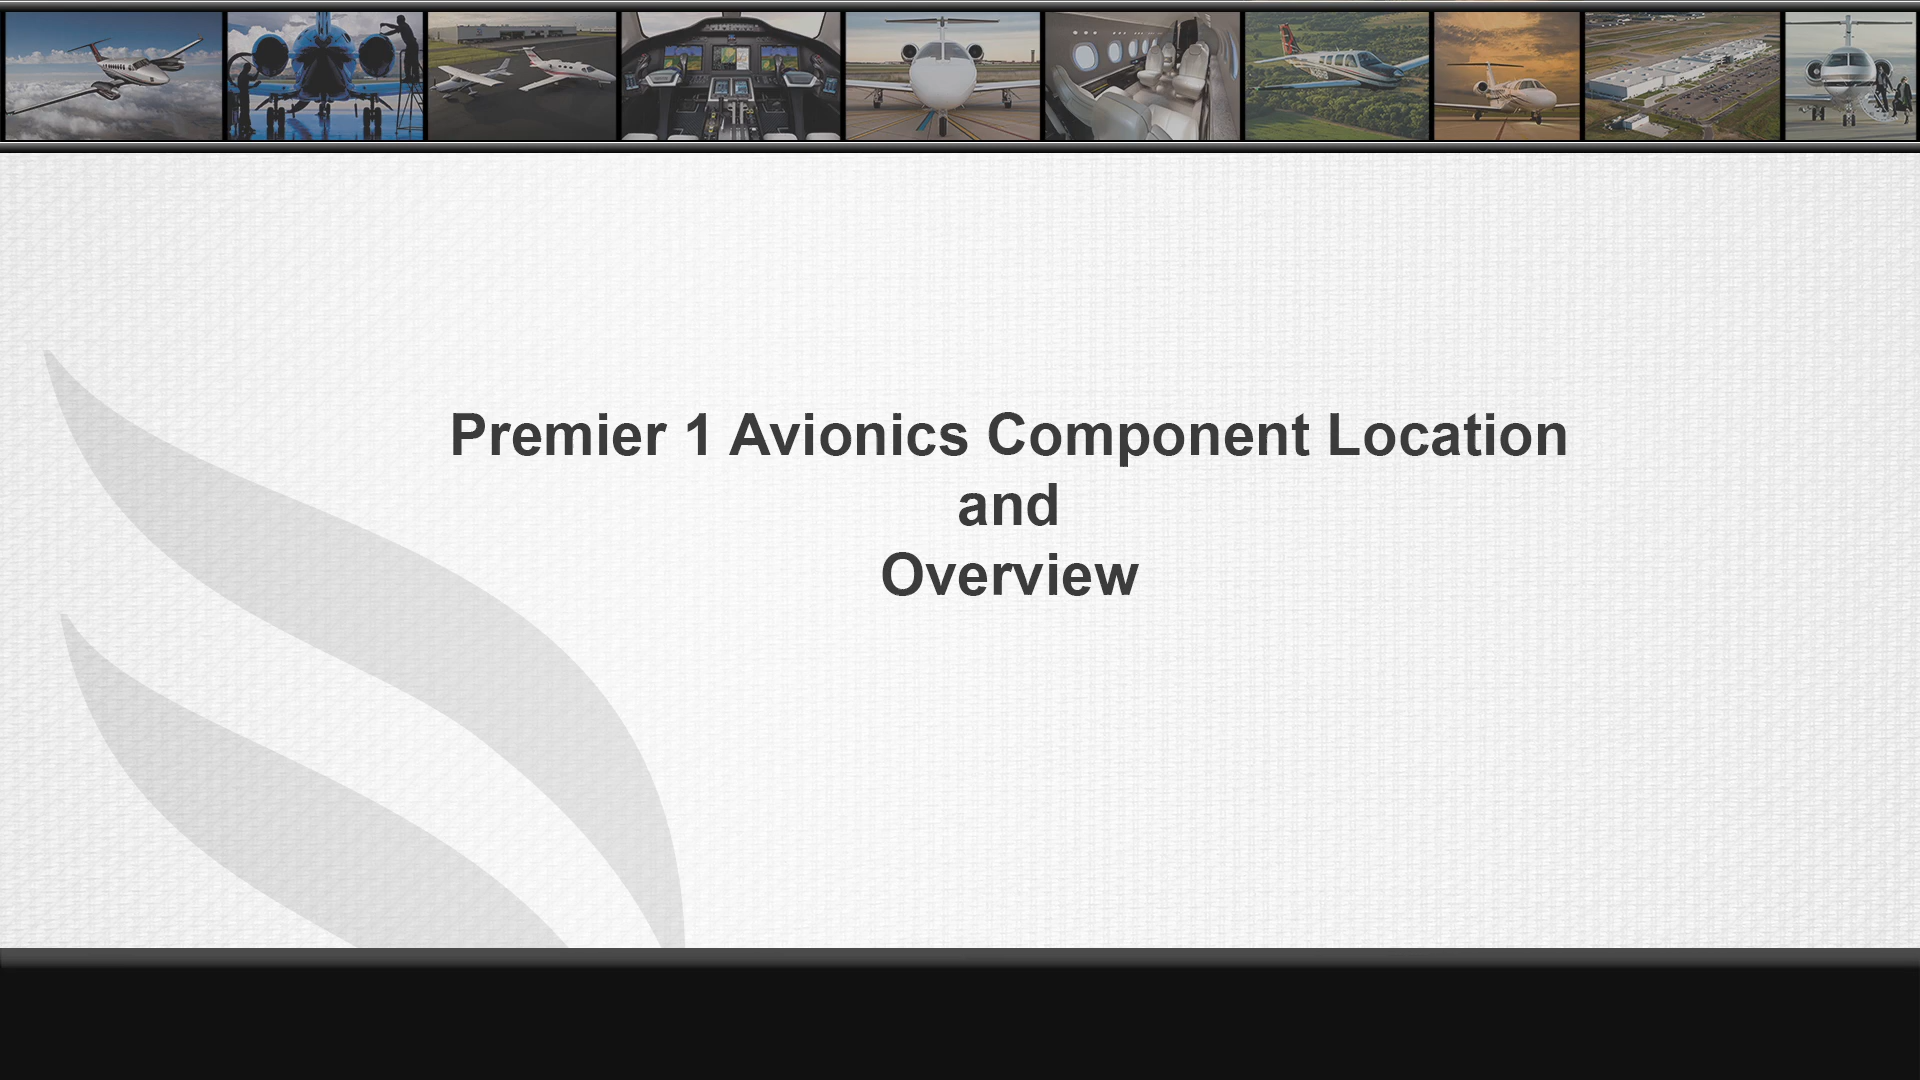 Premier 1 Avionics Component Location
and
Overview